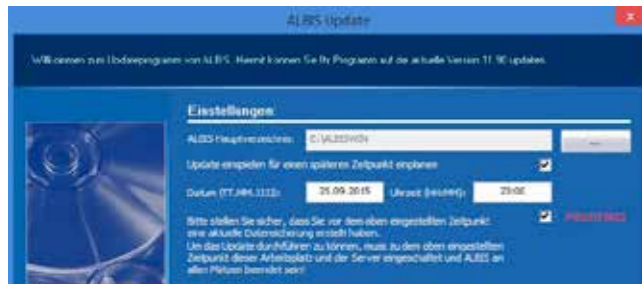 ALBIS Update
Willkommen zum Updateprogramm von ALBIS. Hiermit können Sie Ihr Programm auf die aktuelle Version 11.90 updaten.
Einstellungen
ALBIS Hauptverzeichnis: C:\ALBISWIN ...
Update einspielen für einen späteren Zeitpunkt einplanen
Datum (TT.MM.JJJJ): 25.09.2015 Uhrzeit (HH:MM): 23:00
Bitte stellen Sie sicher, dass Sie vor dem oben eingestellten Zeitpunkt
eine aktuelle Datensicherung erstellt haben.
Um das Update durchführen zu können, muss zu dem oben eingestellten
Zeitpunkt dieser Arbeitsplatz und der Server eingeschaltet und ALBIS an
allen Plätzen beendet sein!